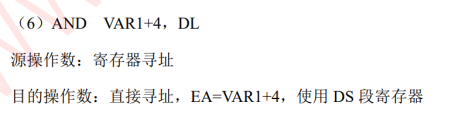 （6）AND VAR1+4，DL
源操作数：寄存器寻址
目的操作数：直接寻址，EA=VAR1+4，使用 DS 段寄存器